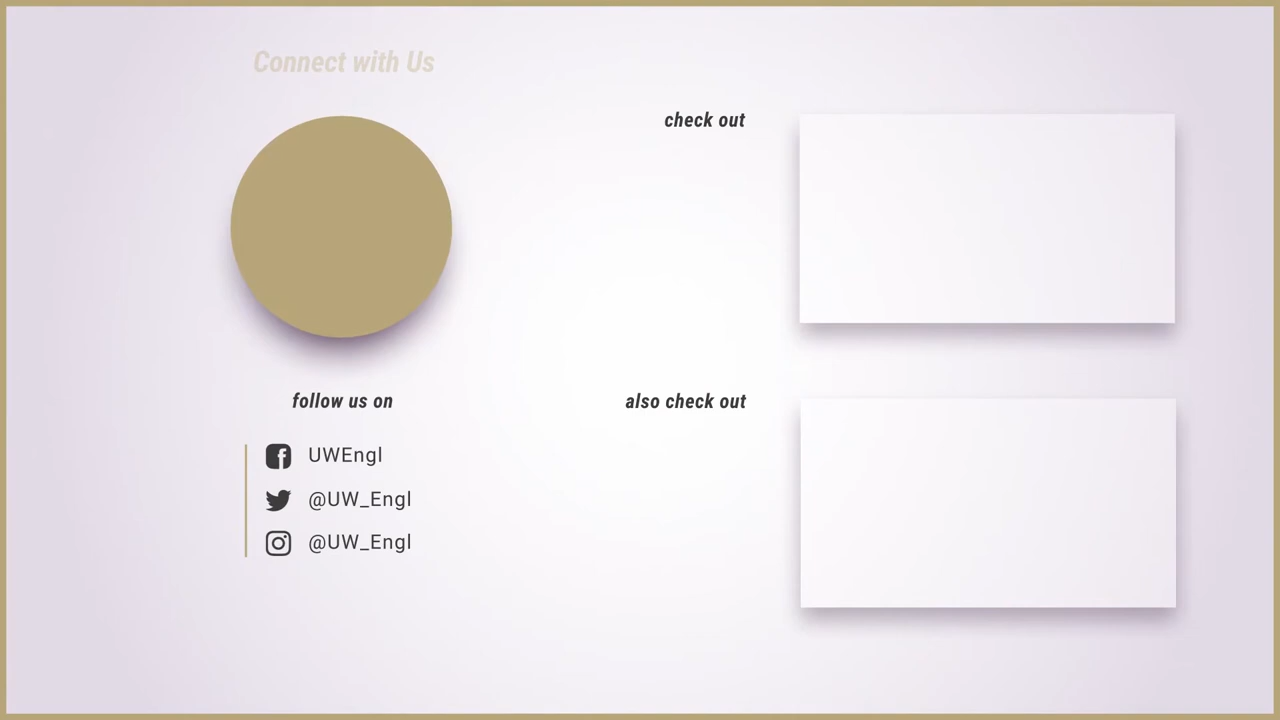 Connect with Us
follow us on
UWEngl
@UW_Engl
@UW_Engl
check out
also check out